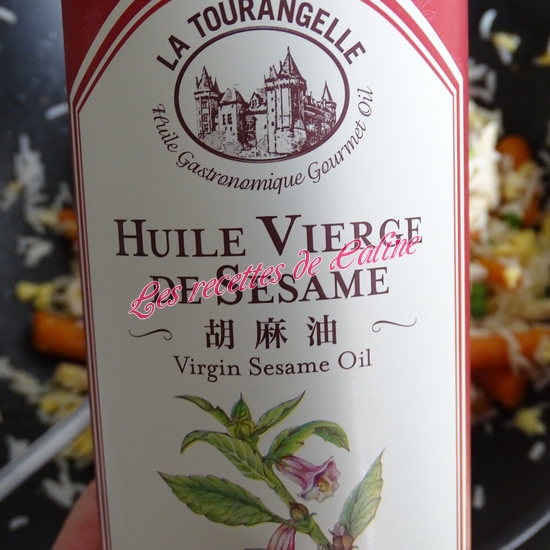 LA TOURANGELLE
Huile Gastronomique Gourmet Oil
HUILE VIERGE
DE SÉSAME
Les recettes de Caline
胡麻油
Virgin Sesame Oil